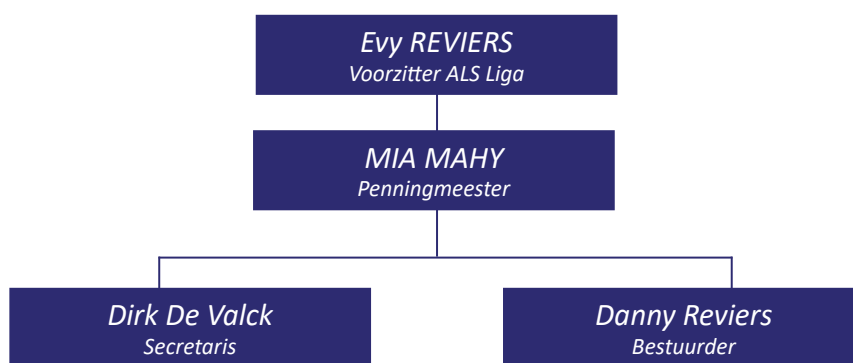 Evy REVIERS
Voorzitter ALS Liga
MIA MAHY
Penningmeester
Dirk De Valck
Secretaris
Danny Reviers
Bestuurder